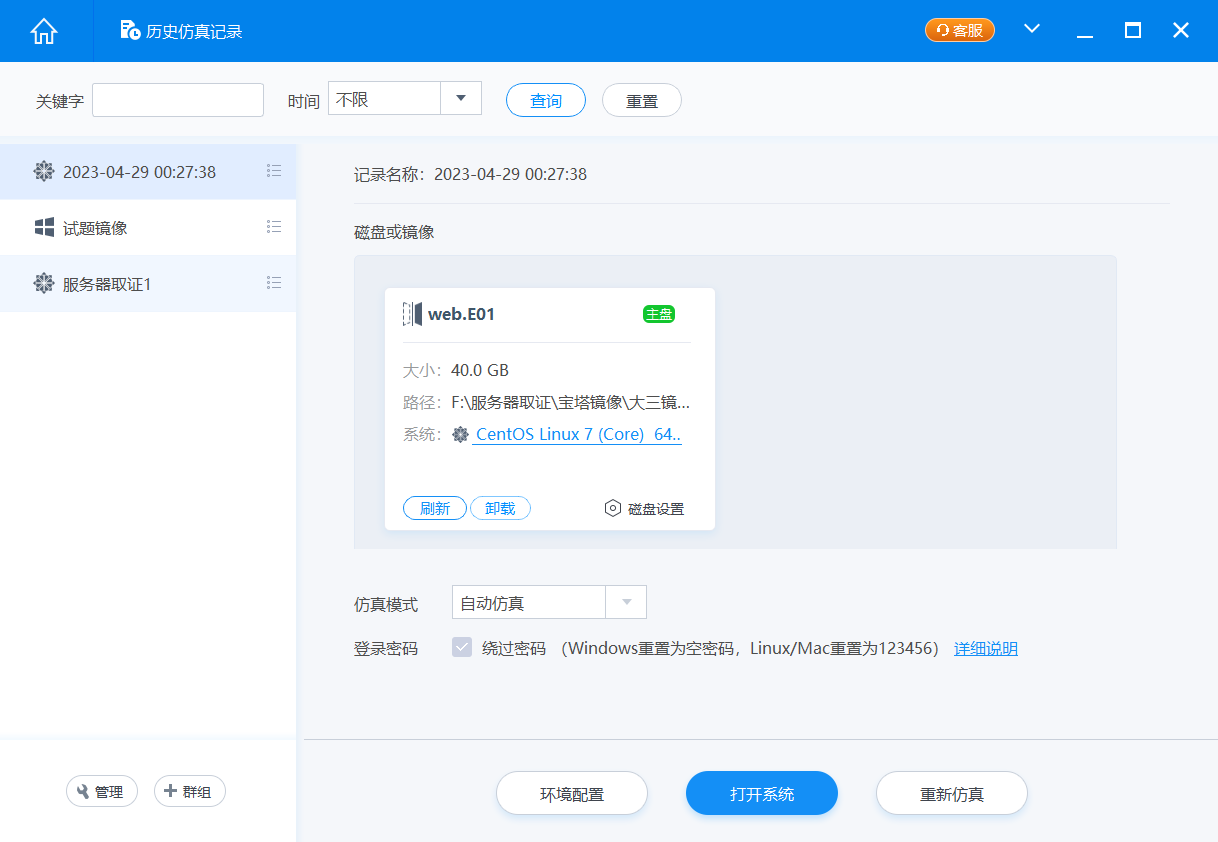 历史仿真记录
客服
关键字
时间 不限
查询
重置
2023-04-29 00:27:38
试题镜像
服务器取证1
记录名称：2023-04-29 00:27:38
磁盘或镜像
web.E01
主盘
大小：40.0 GB
路径：F:\服务器取证\宝塔镜像\大三镜...
系统：CentOS Linux 7 (Core) 64..
刷新 卸载 磁盘设置
仿真模式 自动仿真
登录密码 绕过密码 （Windows重置为空密码，Linux/Mac重置为123456） 详细说明
管理 群组
环境配置 打开系统 重新仿真